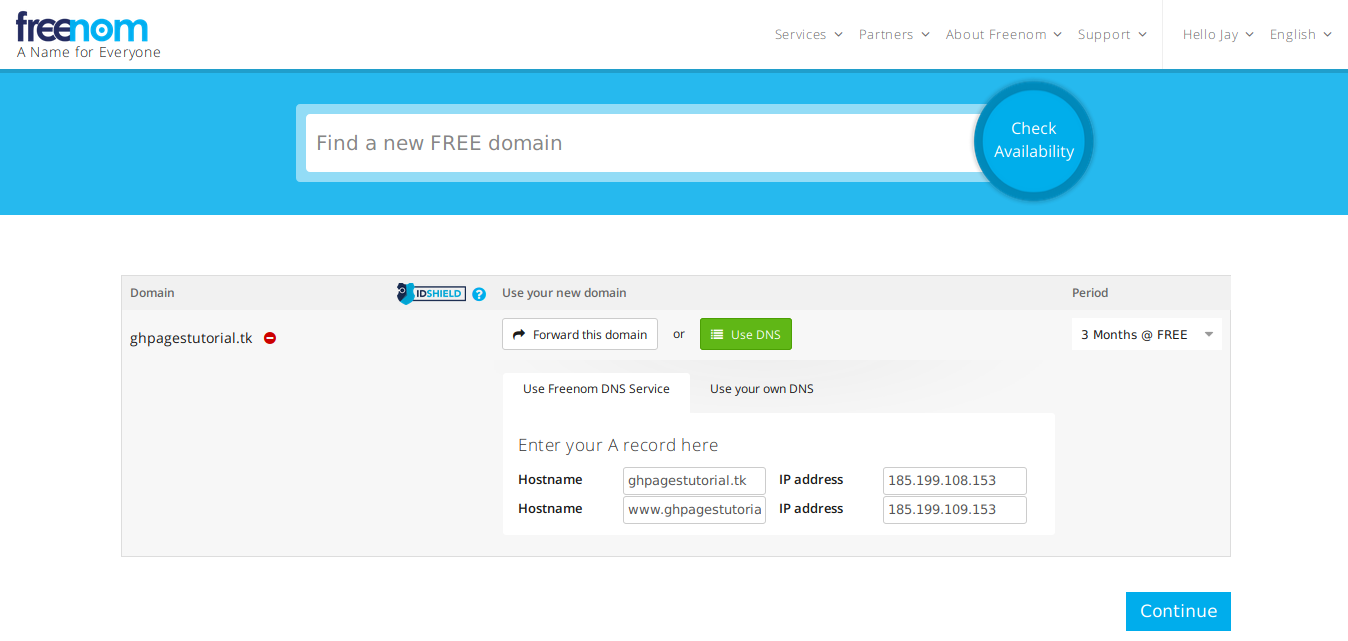 freenom
A Name for Everyone
Services Partners About Freenom Support Hello Jay English
Find a new FREE domain
Check
Availability
Domain IDSHIELD ? Use your new domain Period
ghpagestutorial.tk Forward this domain or Use DNS 3 Months @ FREE
Use Freenom DNS Service Use your own DNS
Enter your A record here
Hostname ghpagestutorial.tk IP address 185.199.108.153
Hostname www.ghpagestutoria IP address 185.199.109.153
Continue